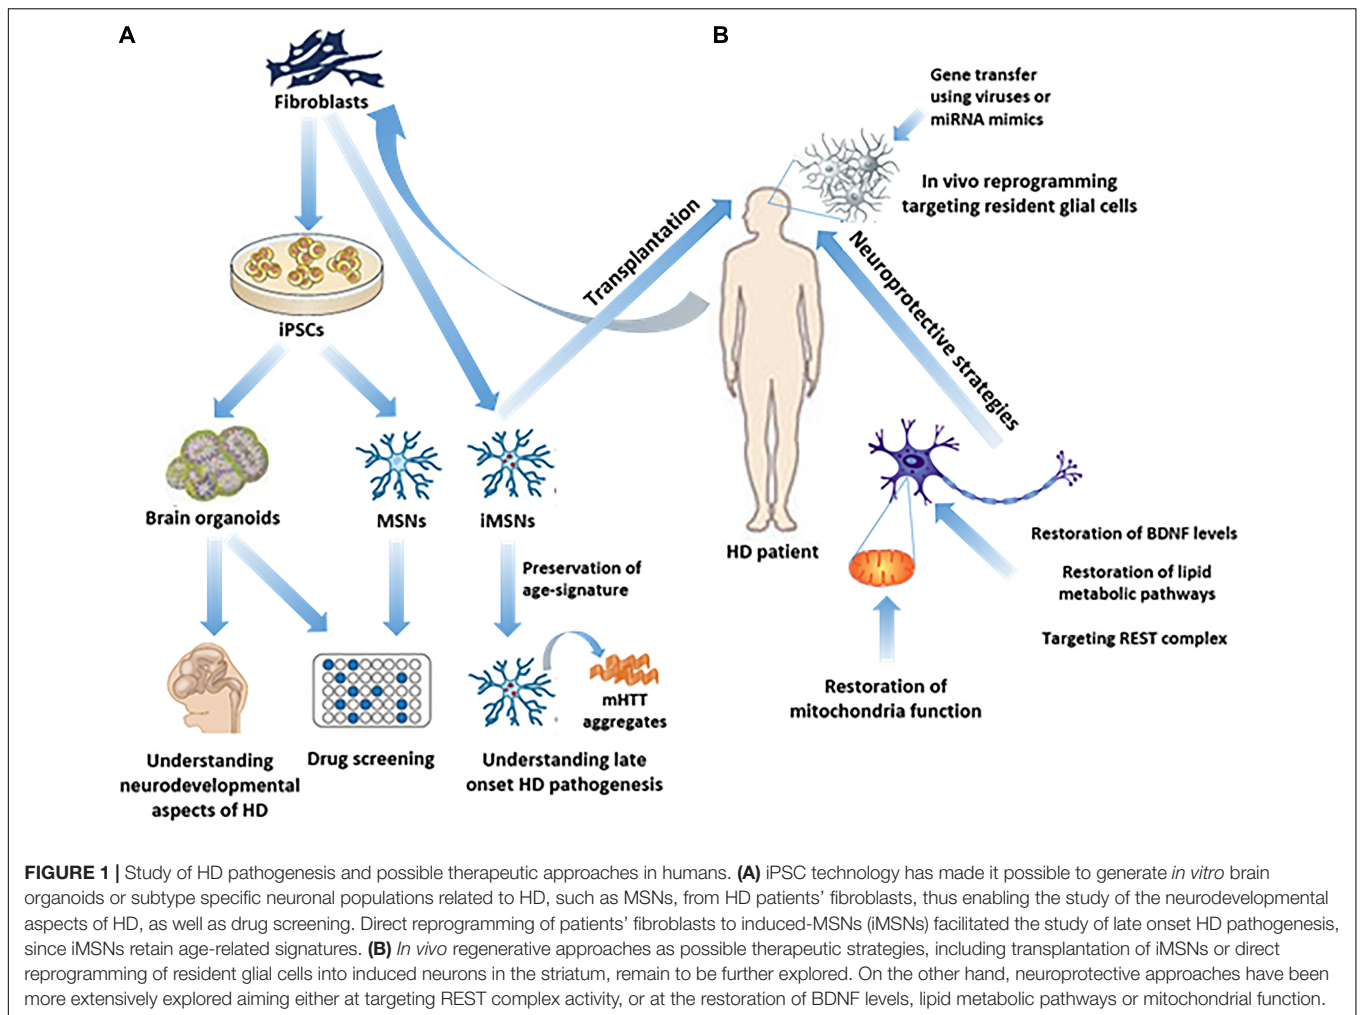 A
Fibroblasts
iPSCs
Brain organoids
MSNs
iMSNs
Preservation of
age-signature
mHTT
aggregates
Understanding
neurodevelopmental
aspects of HD
Drug screening
Understanding late
onset HD pathogenesis
B
Gene transfer
using viruses or
miRNA mimics
In vivo reprogramming
targeting resident glial cells
Transplantation
Neuroprotective strategies
HD patient
Restoration of BDNF levels
Restoration of lipid
metabolic pathways
Targeting REST complex
Restoration of
mitochondria function
FIGURE 1 | Study of HD pathogenesis and possible therapeutic approaches in humans. (A) iPSC technology has made it possible to generate in vitro brain
organoids or subtype specific neuronal populations related to HD, such as MSNs, from HD patients’ fibroblasts, thus enabling the study of the neurodevelopmental
aspects of HD, as well as drug screening. Direct reprogramming of patients’ fibroblasts to induced-MSNs (iMSNs) facilitated the study of late onset HD pathogenesis,
since iMSNs retain age-related signatures. (B) In vivo regenerative approaches as possible therapeutic strategies, including transplantation of iMSNs or direct
reprogramming of resident glial cells into induced neurons in the striatum, remain to be further explored. On the other hand, neuroprotective approaches have been
more extensively explored aiming either at targeting REST complex activity, or at the restoration of BDNF levels, lipid metabolic pathways or mitochondrial function.